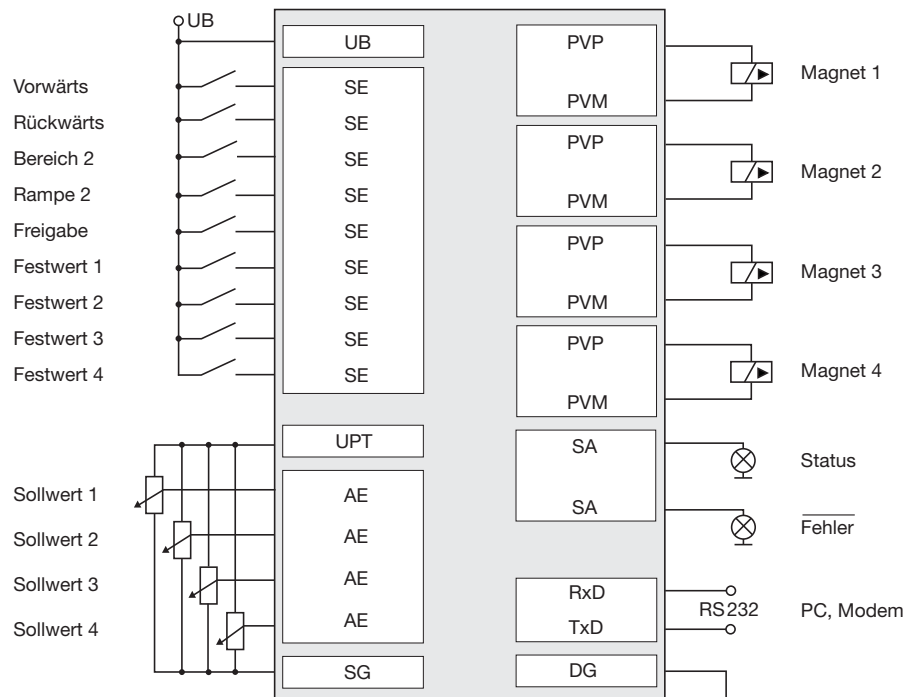 UB
UB
Vorwärts
SE
Rückwärts
SE
Bereich 2
SE
Rampe 2
SE
Freigabe
SE
Festwert 1
SE
Festwert 2
SE
Festwert 3
SE
Festwert 4
SE
UPT
Sollwert 1
AE
Sollwert 2
AE
Sollwert 3
AE
Sollwert 4
AE
SG
PVP
PVM
Magnet 1
PVP
PVM
Magnet 2
PVP
PVM
Magnet 3
PVP
PVM
Magnet 4
SA
Status
SA
Fehler
RxD
TxD
RS232
PC, Modem
DG